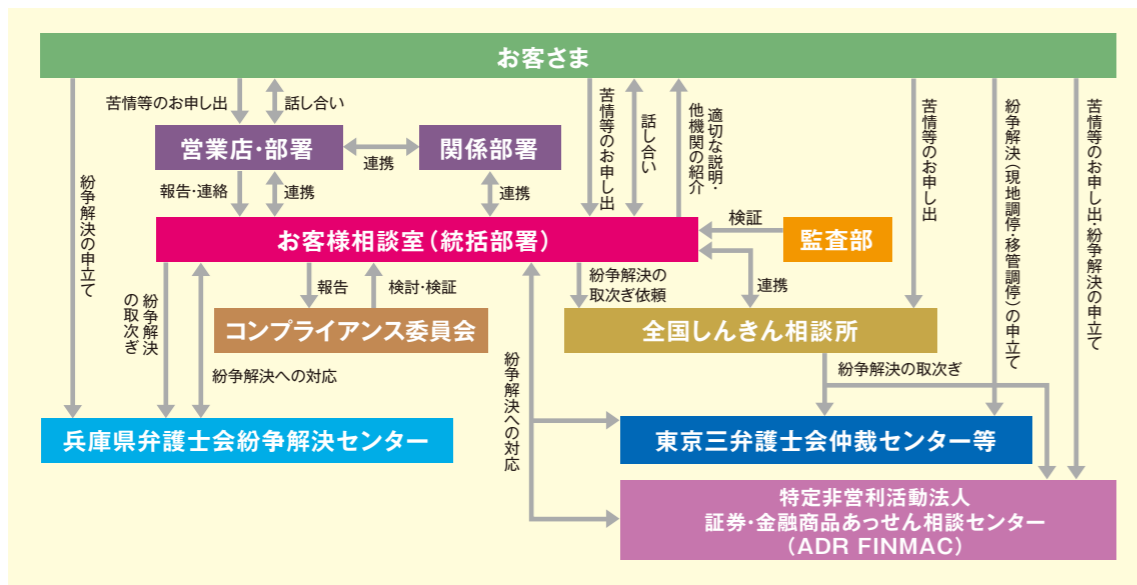 お客さま
苦情等のお申し出
話し合い
苦情等のお申し出
話し合い
適切な説明・
他機関の紹介
苦情等のお申し出
紛争解決（現地調停・移管調停）の申立て
苦情等のお申し出・紛争解決の申立て
紛争解決の申立て
営業店・部署
連携
関係部署
報告・連絡
連携
連携
お客様相談室（統括部署）
検証
監査部
紛争解決
の取次ぎ
報告
検討・検証
紛争解決の
取次ぎ依頼
連携
コンプライアンス委員会
全国しんきん相談所
紛争解決への対応
紛争解決への対応
紛争解決の取次ぎ
兵庫県弁護士会紛争解決センター
東京三弁護士会仲裁センター等
特定非営利活動法人
証券・金融商品あっせん相談センター
（ADR FINMAC）